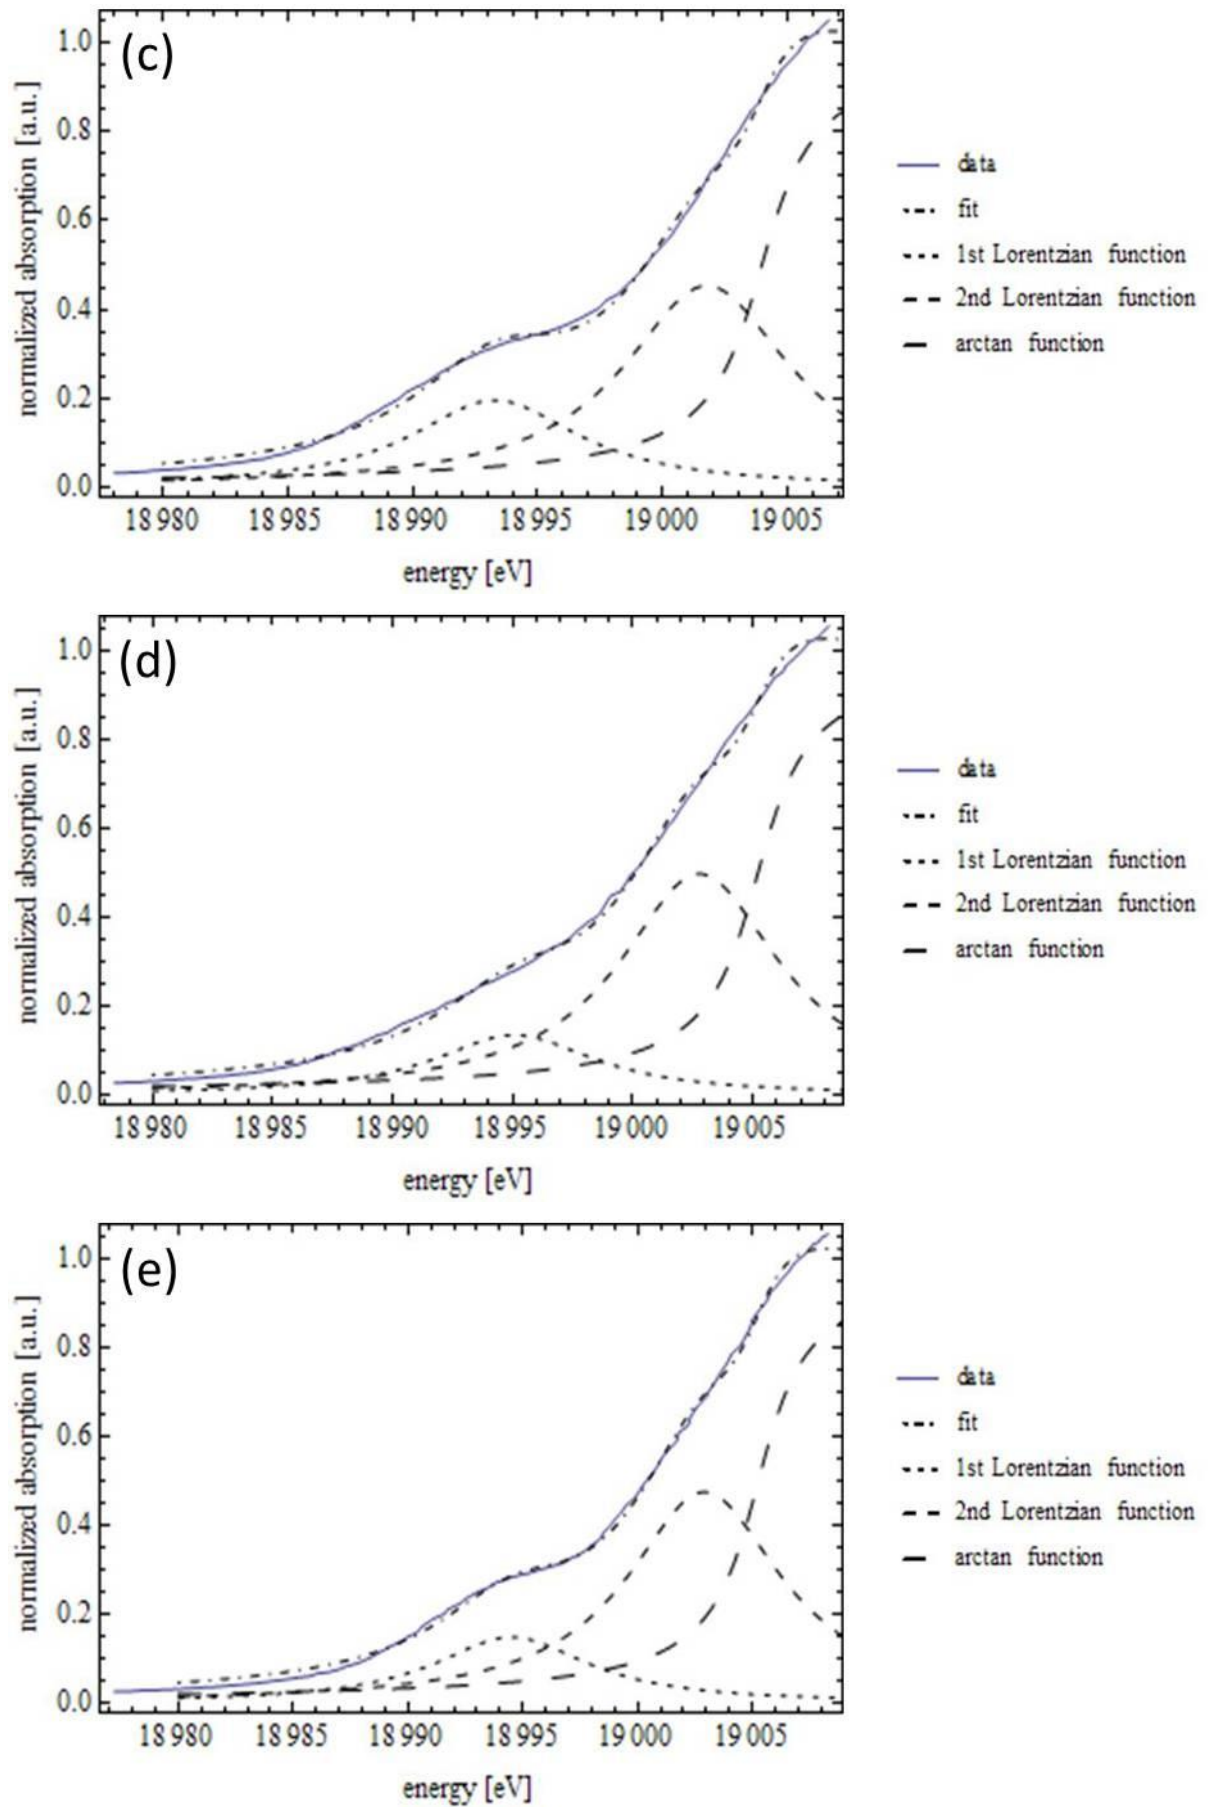 (c)
normalized absorption [a.u.]
1.0
0.8
0.6
0.4
0.2
0.0
18 980 18 985 18 990 18 995 19 000 19 005
energy [eV]
data
fit
1st Lorentzian function
2nd Lorentzian function
arctan function
(d)
normalized absorption [a.u.]
1.0
0.8
0.6
0.4
0.2
0.0
18 980 18 985 18 990 18 995 19 000 19 005
energy [eV]
data
fit
1st Lorentzian function
2nd Lorentzian function
arctan function
(e)
normalized absorption [a.u.]
1.0
0.8
0.6
0.4
0.2
0.0
18 980 18 985 18 990 18 995 19 000 19 005
energy [eV]
data
fit
1st Lorentzian function
2nd Lorentzian function
arctan function